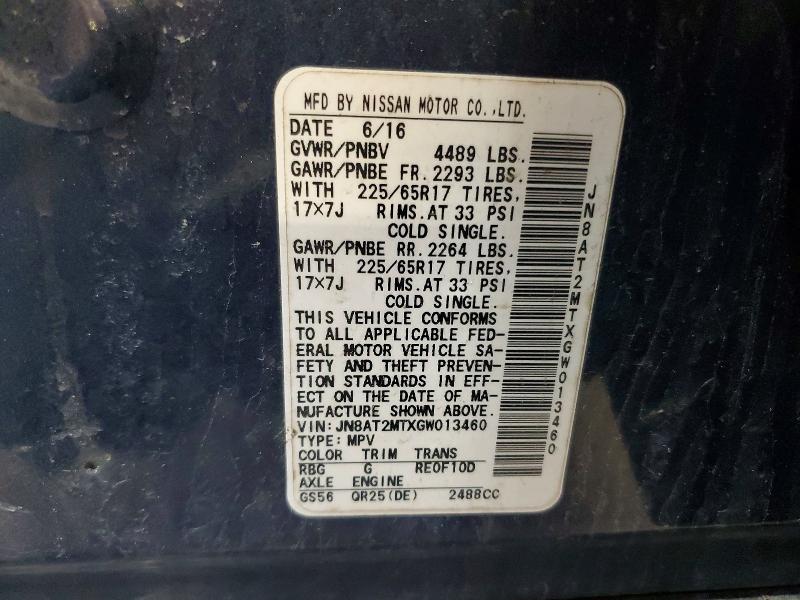 MFD BY NISSAN MOTOR CO.,LTD.
DATE 6/16
GVWR/PNBV 4489 LBS.
GAWR/PNBE FR. 2293 LBS.
WITH 225/65R17 TIRES,
17×7J RIMS.AT 33 PSI
COLD SINGLE.
GAWR/PNBE RR. 2264 LBS.
WITH 225/65R17 TIRES,
17×7J RIMS.AT 33 PSI
COLD SINGLE.
THIS VEHICLE CONFORMS
TO ALL APPLICABLE FED-
ERAL MOTOR VEHICLE SA-
FETY AND THEFT PREVEN-
TION STANDARDS IN EFF-
ECT ON THE DATE OF MA-
NUFACTURE SHOWN ABOVE.
VIN: JN8AT2MTXGW013460
TYPE: MPV
COLOR TRIM TRANS
RBG G RE0F10D
AXLE ENGINE
GS56 QR25(DE) 2488CC
JN8AT2MTXGW013460